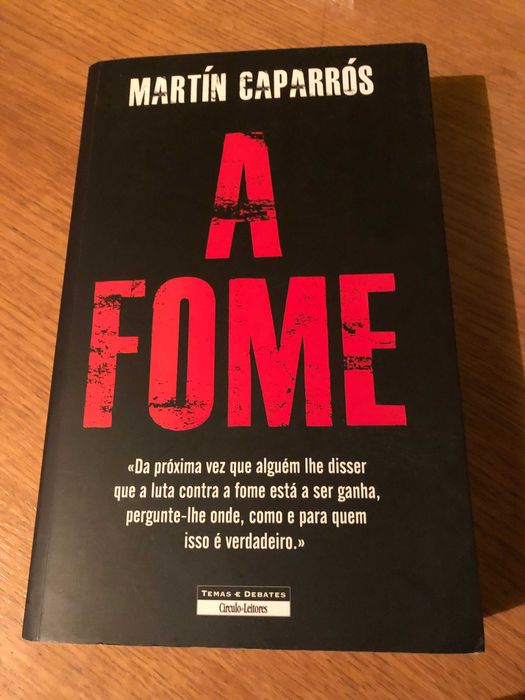 MARTÍN CAPARRÓS
A
FOME
«Da próxima vez que alguém lhe disser
que a luta contra a fome está a ser ganha,
pergunte-lhe onde, como e para quem
isso é verdadeiro.»
TEMAS E DEBATES
Círculo de Leitores